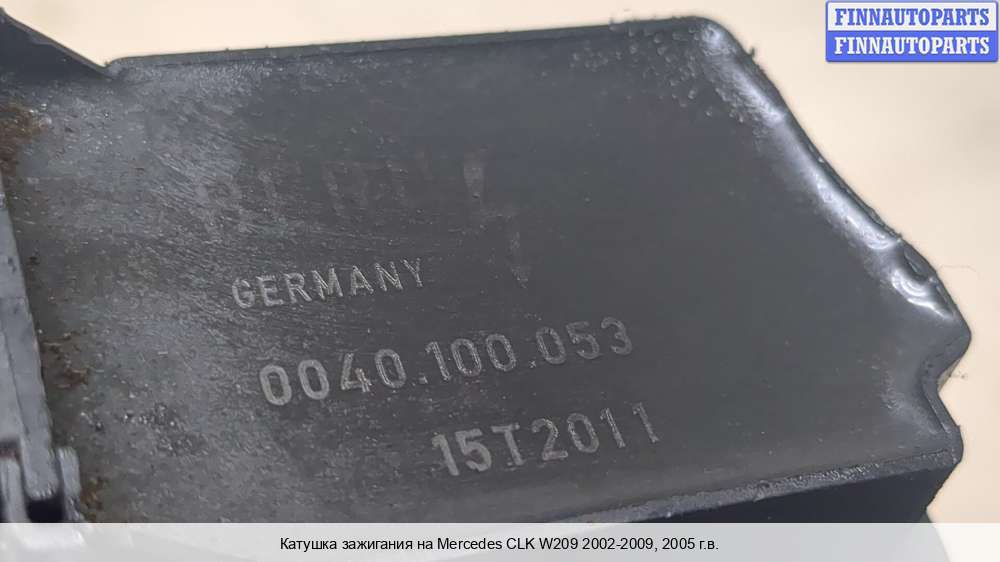 FINNAUTOPARTS
FINNAUTOPARTS
GERMANY
0040.100.053
15T2011
Катушка зажигания на Mercedes CLK W209 2002-2009, 2005 г.в.